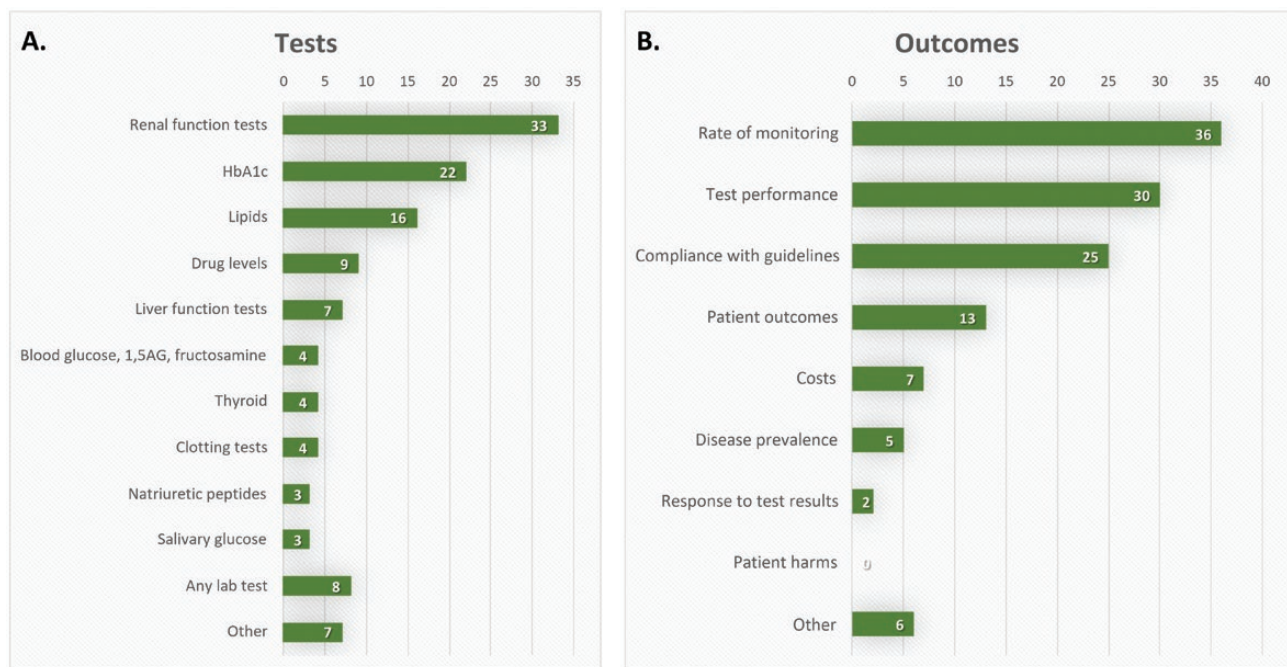 A.
Tests
0 5 10 15 20 25 30 35
Renal function tests 33
HbA1c 22
Lipids 16
Drug levels 9
Liver function tests 7
Blood glucose, 1,5AG, fructosamine 4
Thyroid 4
Clotting tests 4
Natriuretic peptides 3
Salivary glucose 3
Any lab test 8
Other 7
B.
Outcomes
0 5 10 15 20 25 30 35 40
Rate of monitoring 36
Test performance 30
Compliance with guidelines 25
Patient outcomes 13
Costs 7
Disease prevalence 5
Response to test results 2
Patient harms 0
Other 6